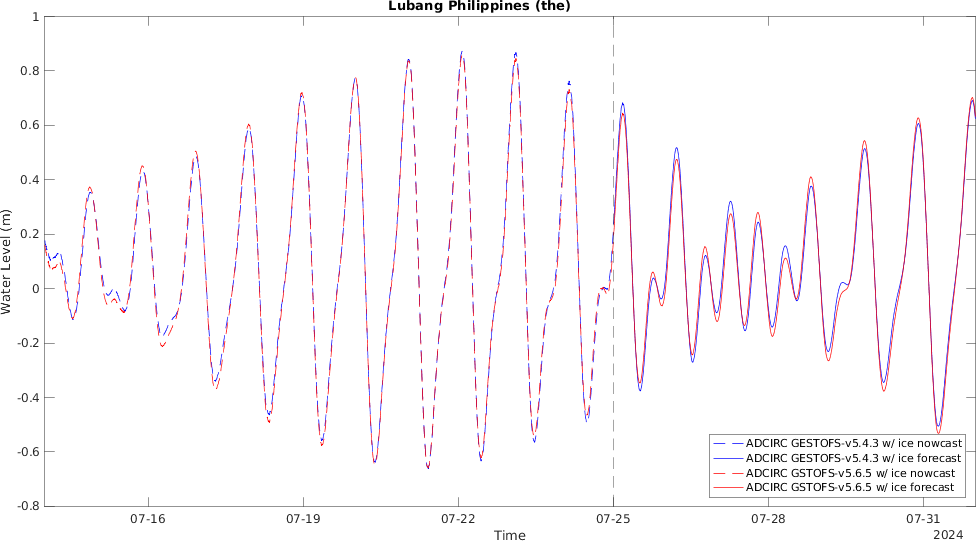 Lubang Philippines (the)
1
0.8
0.6
0.4
0.2
0
-0.2
-0.4
-0.6
-0.8
Water Level (m)
07-16
07-19
07-22
07-25
07-28
07-31
Time
2024
ADCIRC GESTOFS-v5.4.3 w/ ice nowcast
ADCIRC GESTOFS-v5.4.3 w/ ice forecast
ADCIRC GSTOFS-v5.6.5 w/ ice nowcast
ADCIRC GSTOFS-v5.6.5 w/ ice forecast